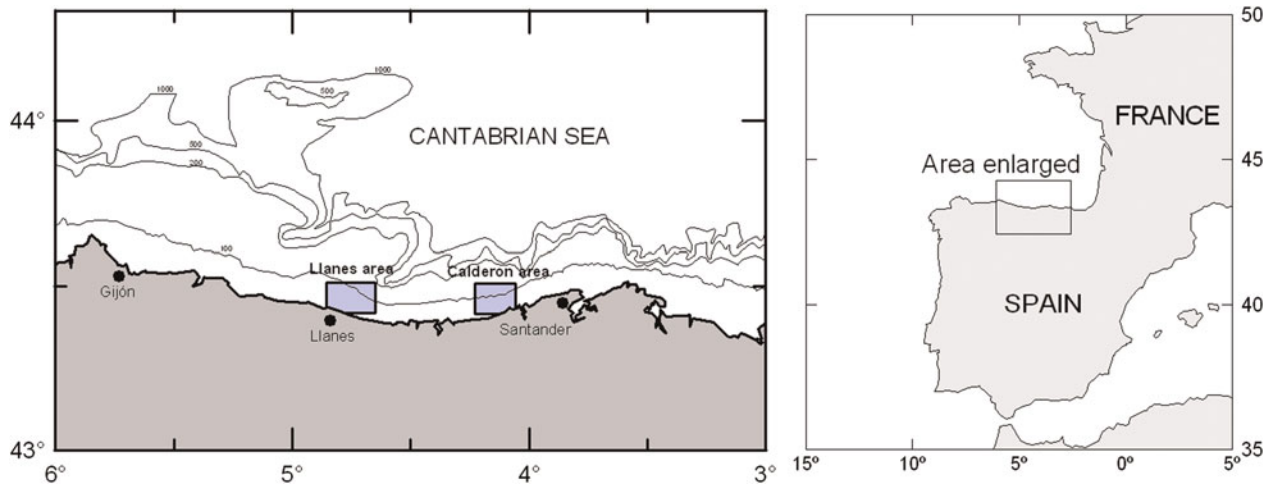 1000
1000
500
44°
CANTABRIAN SEA
500
200
100
Llanes area
Calderon area
Gijón
Llanes
Santander
43°
6°
5°
4°
3°
50
FRANCE
45
Area enlarged
40
SPAIN
35
15º
10º
5º
0º
5º